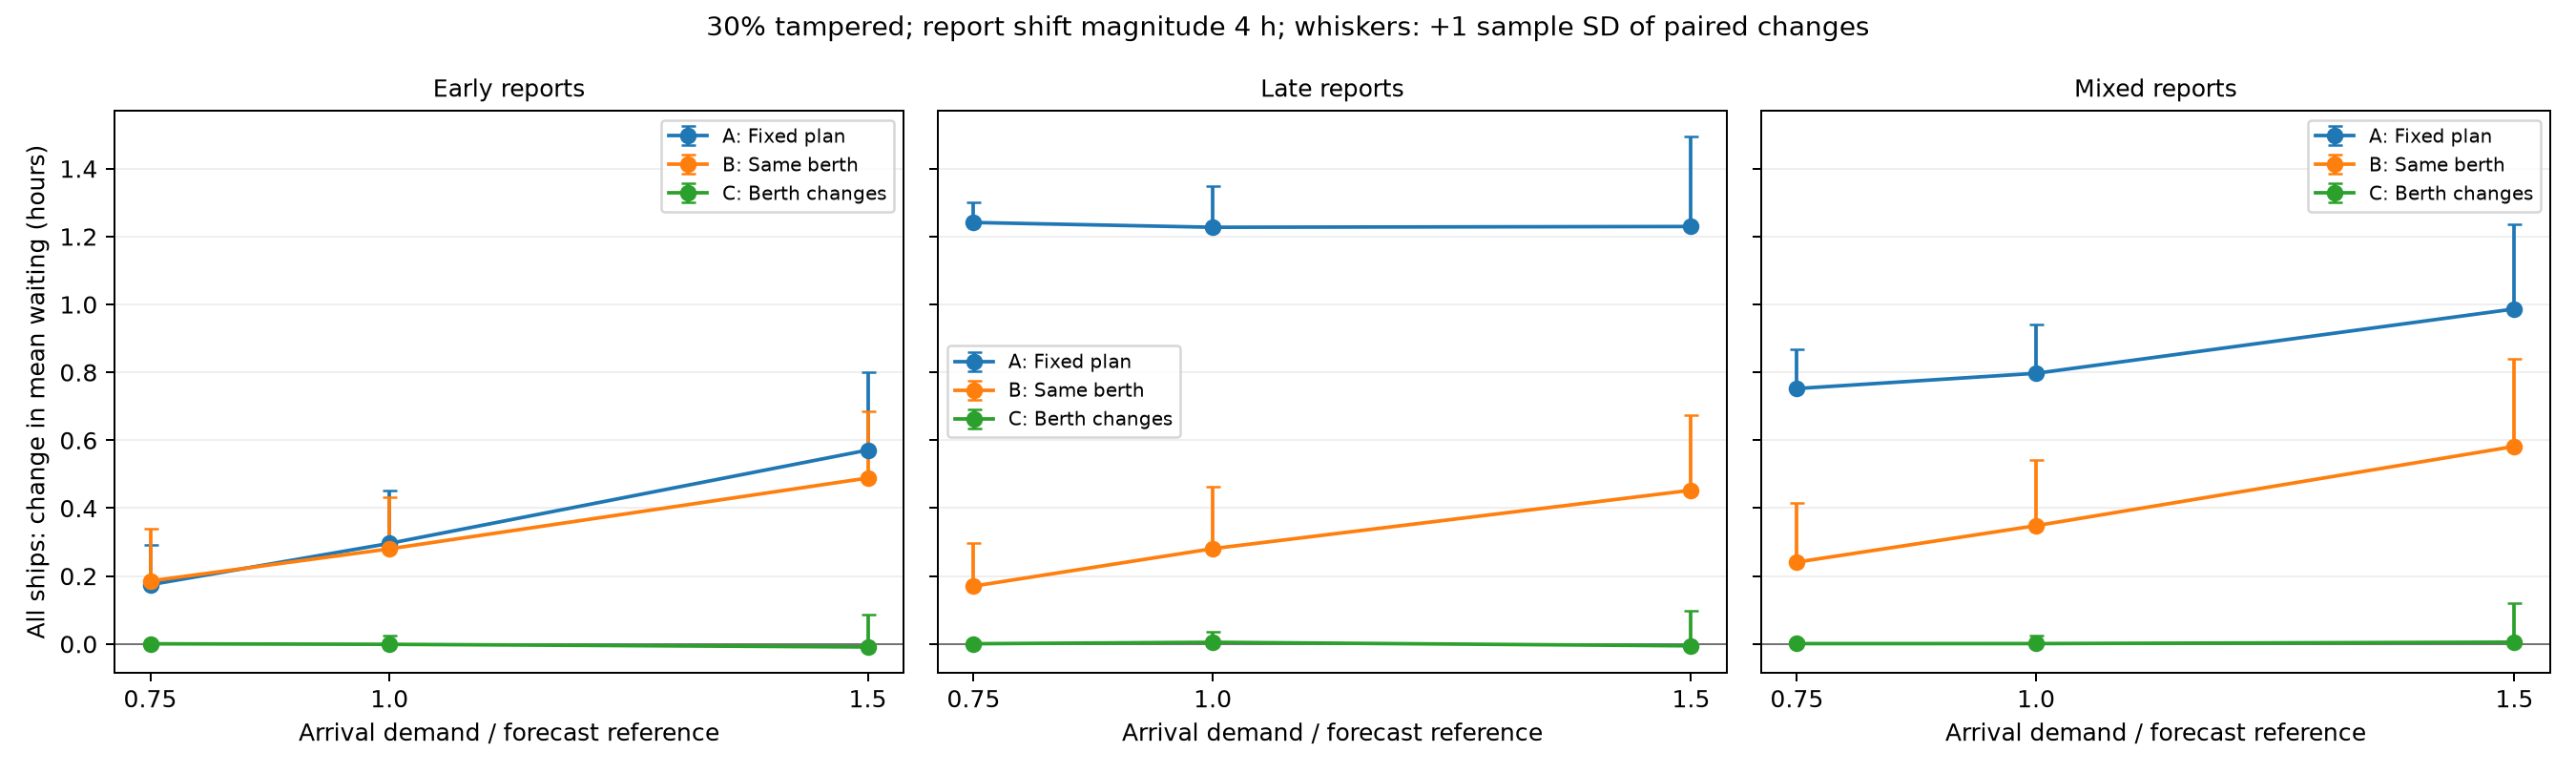 30% tampered; report shift magnitude 4 h; whiskers: +1 sample SD of paired changes
Early reports
All ships: change in mean waiting (hours)
1.4
1.2
1.0
0.8
0.6
0.4
0.2
0.0
A: Fixed plan
B: Same berth
C: Berth changes
0.75
1.0
1.5
Arrival demand / forecast reference
Late reports
A: Fixed plan
B: Same berth
C: Berth changes
0.75
1.0
1.5
Arrival demand / forecast reference
Mixed reports
A: Fixed plan
B: Same berth
C: Berth changes
0.75
1.0
1.5
Arrival demand / forecast reference